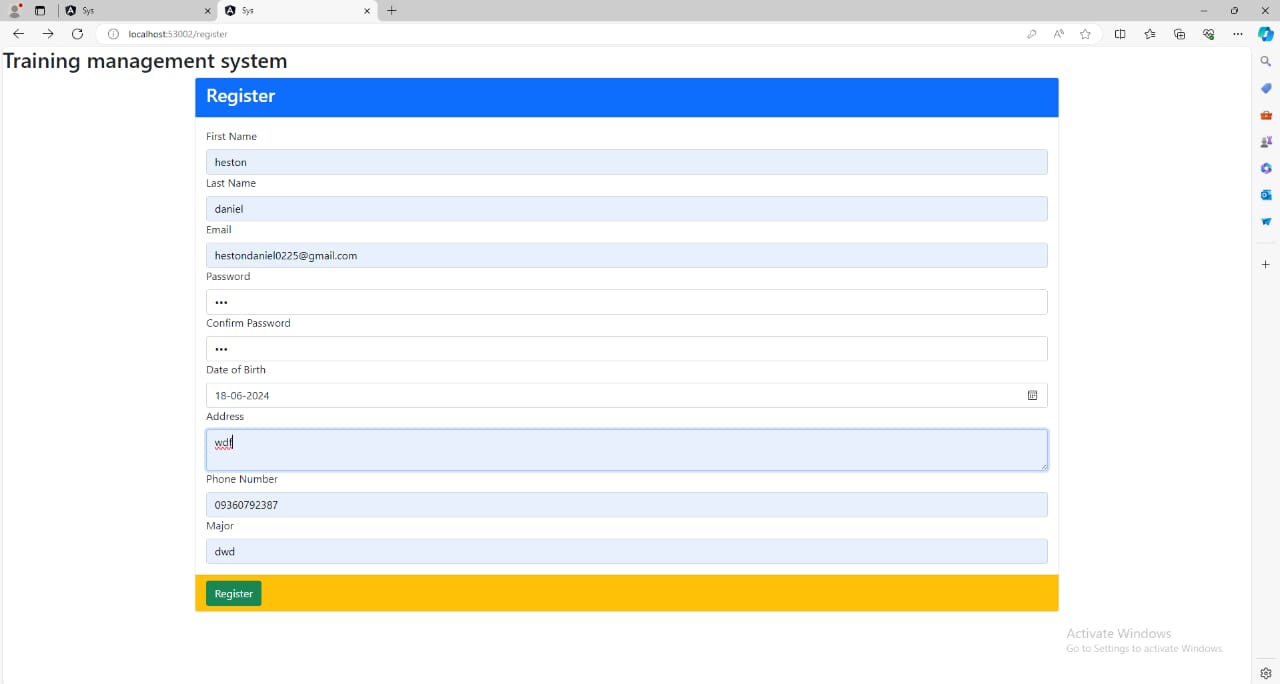 Sys
Sys
localhost:53002/register
Training management system
Register
First Name
heston
Last Name
daniel
Email
hestondaniel0225@gmail.com
Password
•••
Confirm Password
•••
Date of Birth
18-06-2024
Address
wdf
Phone Number
09360792387
Major
dwd
Register
Activate Windows
Go to Settings to activate Windows.